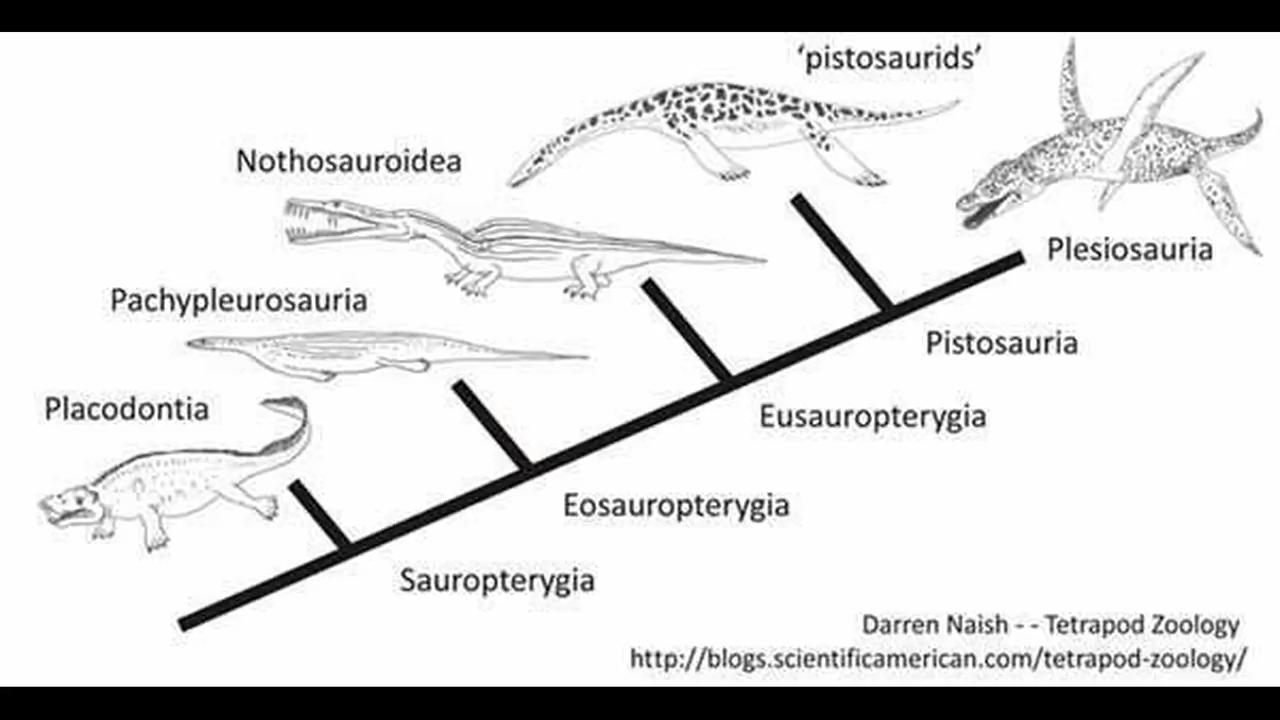 ‘pistosaurids’
Nothosauroidea
Plesiosauria
Pachypleurosauria
Pistosauria
Placodontia
Eusauropterygia
Eosauropterygia
Sauropterygia
Darren Naish - - Tetrapod Zoology
http://blogs.scientificamerican.com/tetrapod-zoology/